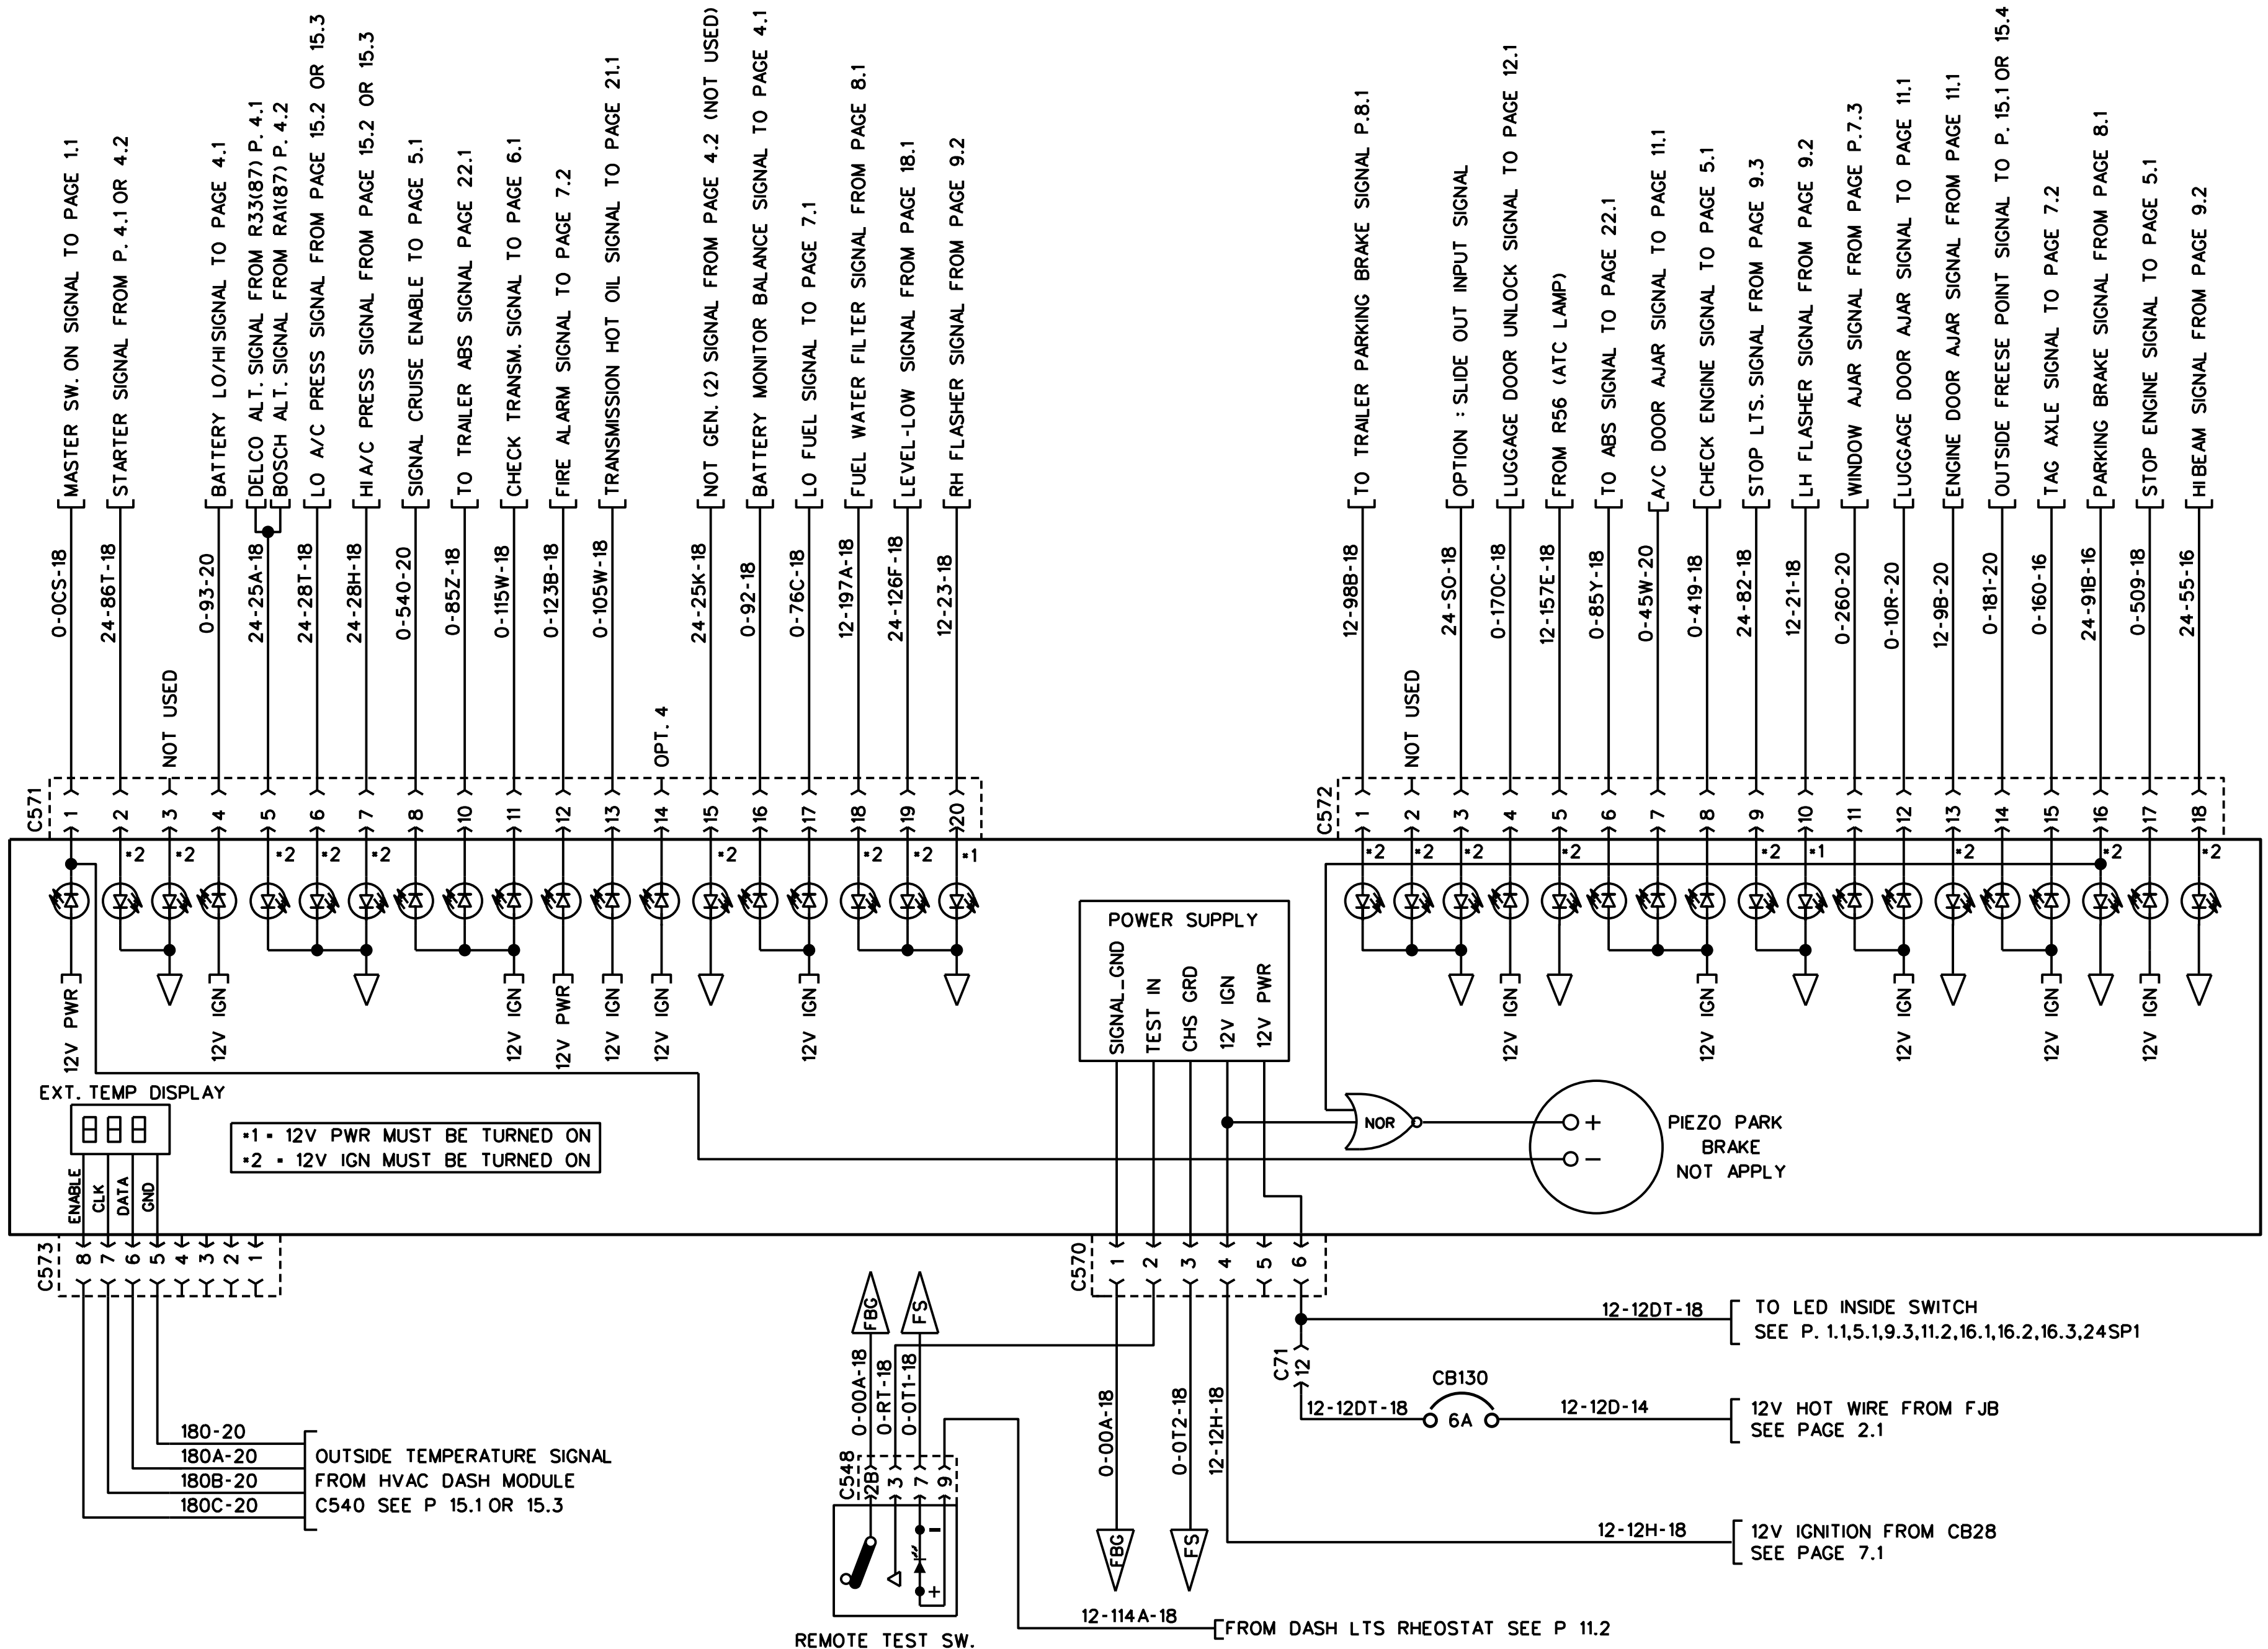 MASTER SW. ON SIGNAL TO PAGE 1.1
STARTER SIGNAL FROM P. 4.1 OR 4.2
BATTERY LO/HI SIGNAL TO PAGE 4.1
DELCO ALT. SIGNAL FROM R33(87) P. 4.1
BOSCH ALT. SIGNAL FROM RA1(87) P. 4.2
LO A/C PRESS SIGNAL FROM PAGE 15.2 OR 15.3
HI A/C PRESS SIGNAL FROM PAGE 15.2 OR 15.3
SIGNAL CRUISE ENABLE TO PAGE 5.1
TO TRAILER ABS SIGNAL PAGE 22.1
CHECK TRANSM. SIGNAL TO PAGE 6.1
FIRE ALARM SIGNAL TO PAGE 7.2
TRANSMISSION HOT OIL SIGNAL TO PAGE 21.1
NOT GEN. (2) SIGNAL FROM PAGE 4.2 (NOT USED)
BATTERY MONITOR BALANCE SIGNAL TO PAGE 4.1
LO FUEL SIGNAL TO PAGE 7.1
FUEL WATER FILTER SIGNAL FROM PAGE 8.1
LEVEL-LOW SIGNAL FROM PAGE 18.1
RH FLASHER SIGNAL FROM PAGE 9.2
TO TRAILER PARKING BRAKE SIGNAL P.8.1
OPTION : SLIDE OUT INPUT SIGNAL
LUGGAGE DOOR UNLOCK SIGNAL TO PAGE 12.1
FROM R56 (ATC LAMP)
TO ABS SIGNAL TO PAGE 22.1
A/C DOOR AJAR SIGNAL TO PAGE 11.1
CHECK ENGINE SIGNAL TO PAGE 5.1
STOP LTS. SIGNAL FROM PAGE 9.3
LH FLASHER SIGNAL FROM PAGE 9.2
WINDOW AJAR SIGNAL FROM PAGE P.7.3
LUGGAGE DOOR AJAR SIGNAL TO PAGE 11.1
ENGINE DOOR AJAR SIGNAL FROM PAGE 11.1
OUTSIDE FREESE POINT SIGNAL TO P. 15.1 OR 15.4
TAG AXLE SIGNAL TO PAGE 7.2
PARKING BRAKE SIGNAL FROM PAGE 8.1
STOP ENGINE SIGNAL TO PAGE 5.1
HI BEAM SIGNAL FROM PAGE 9.2
0-0CS-18
24-86T-18
NOT USED
0-93-20
24-25A-18
24-28T-18
24-28H-18
0-540-20
0-85Z-18
0-115W-18
0-123B-18
0-105W-18
OPT. 4
24-25K-18
0-92-18
0-76C-18
12-197A-18
24-126F-18
12-23-18
12-98B-18
NOT USED
24-SO-18
0-170C-18
12-157E-18
0-85Y-18
0-45W-20
0-419-18
24-82-18
12-21-18
0-260-20
0-10R-20
12-9B-20
0-181-20
0-160-16
24-91B-16
0-509-18
24-55-16
C571
1 2 3 4 5 6 7 8 10 11 12 13 14 15 16 17 18 19 20
C572
1 2 3 4 5 6 7 8 9 10 11 12 13 14 15 16 17 18
*2 *2 *2 *2 *2 *2 *2 *2 *1
*2 *2 *2 *2 *2 *1 *2 *2 *2
12V PWR
12V IGN
12V IGN
12V PWR
12V IGN
12V IGN
12V IGN
12V IGN
12V IGN
12V IGN
12V IGN
12V IGN
POWER SUPPLY
SIGNAL_GND
TEST IN
CHS GRD
12V IGN
12V PWR
EXT. TEMP DISPLAY
*1 = 12V PWR MUST BE TURNED ON
*2 = 12V IGN MUST BE TURNED ON
NOR
+
−
PIEZO PARK
BRAKE
NOT APPLY
ENABLE
CLK
DATA
GND
C573
8 7 6 5 4 3 2 1
C570
1 2 3 4 5 6
180-20
180A-20
180B-20
180C-20
OUTSIDE TEMPERATURE SIGNAL
FROM HVAC DASH MODULE
C540 SEE P 15.1 OR 15.3
FBG
FS
0-00A-18
0-RT-18
0-0T1-18
C548
2B 3 7 9
−
+
REMOTE TEST SW.
0-00A-18
0-0T2-18
12-12H-18
FBG
FS
C71
12
12-12DT-18
TO LED INSIDE SWITCH
SEE P. 1.1,5.1,9.3,11.2,16.1,16.2,16.3,24SP1
12-12DT-18
CB130
6A
12-12D-14
12V HOT WIRE FROM FJB
SEE PAGE 2.1
12-12H-18
12V IGNITION FROM CB28
SEE PAGE 7.1
12-114A-18
FROM DASH LTS RHEOSTAT SEE P 11.2